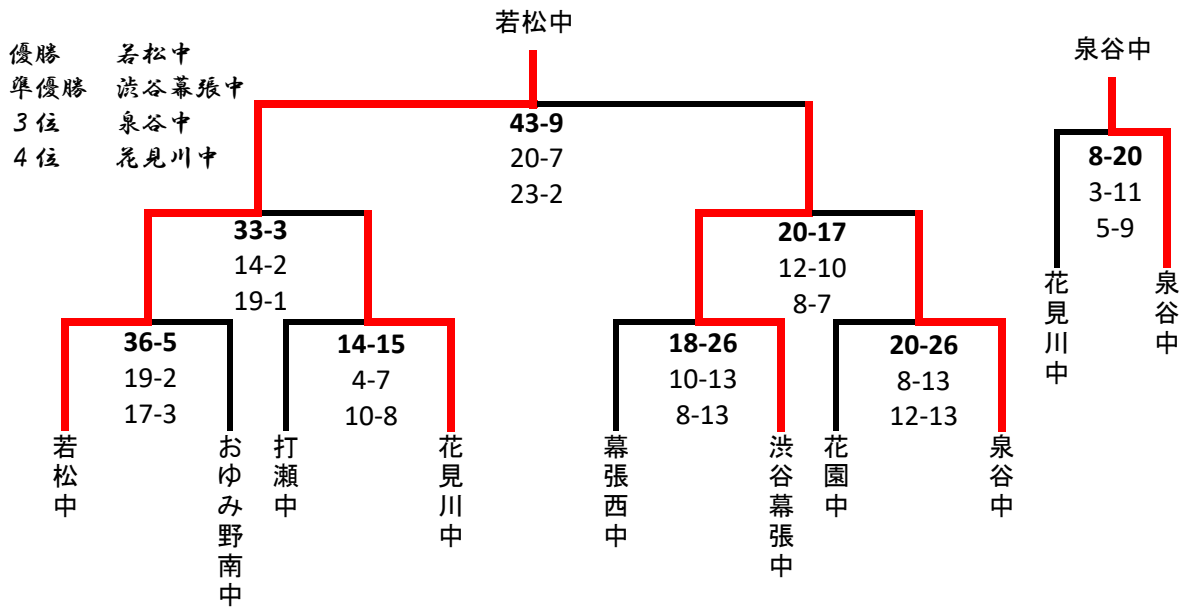 若松中
泉谷中
優勝 若松中
準優勝 渋谷幕張中
3位 泉谷中
4位 花見川中
43-9
20-7
23-2
8-20
3-11
5-9
33-3
14-2
19-1
20-17
12-10
8-7
花見川中
泉谷中
36-5
19-2
17-3
14-15
4-7
10-8
18-26
10-13
8-13
20-26
8-13
12-13
若松中
おゆみ野南中
打瀬中
花見川中
幕張西中
渋谷幕張中
花園中
泉谷中